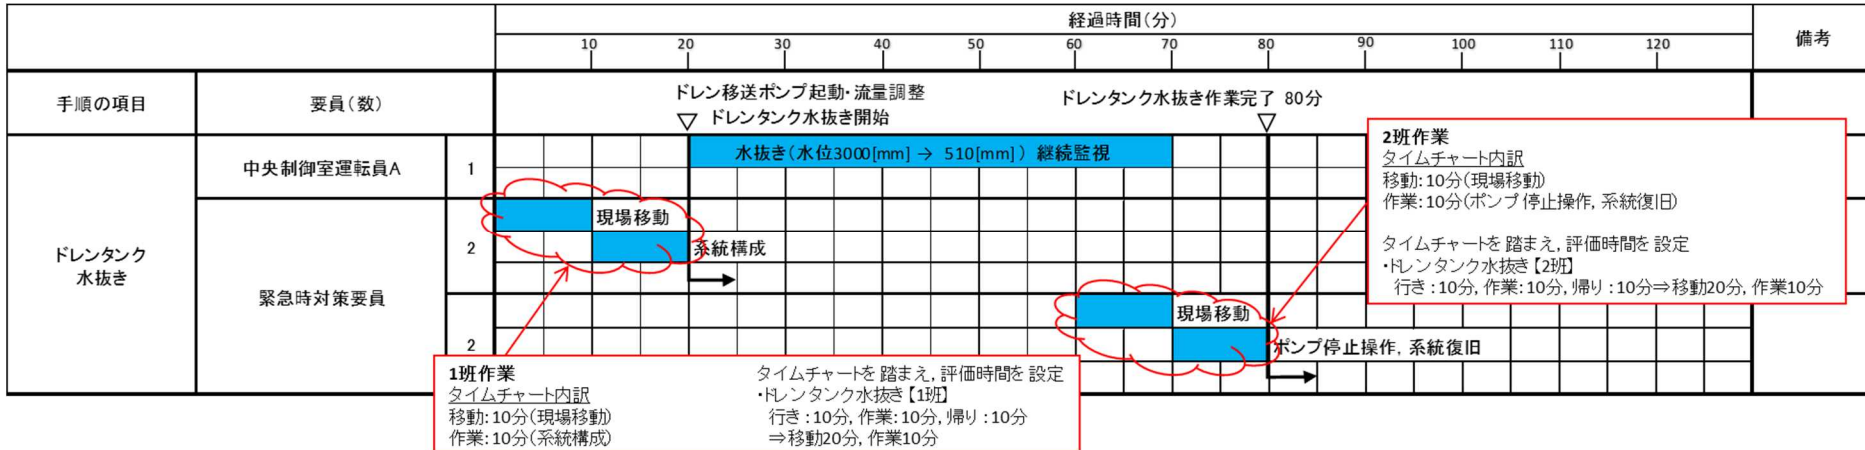 経過時間(分)
備考
10 20 30 40 50 60 70 80 90 100 110 120
手順の項目
要員(数)
ドレン移送ポンプ起動・流量調整
▽ ドレンタンク水抜き開始
ドレンタンク水抜き作業完了 80分
▽
ドレンタンク
水抜き
中央制御室運転員A
1
水抜き(水位3000[mm] → 510[mm]) 継続監視
緊急時対策要員
2
現場移動
系統構成
2
現場移動
ポンプ停止操作, 系統復旧
2班作業
タイムチャート内訳
移動:10分(現場移動)
作業:10分(ポンプ停止操作, 系統復旧)
タイムチャートを踏まえ, 評価時間を設定
・ドレンタンク水抜き【2班】
行き:10分, 作業:10分, 帰り:10分⇒移動20分, 作業10分
1班作業
タイムチャート内訳
移動:10分(現場移動)
作業:10分(系統構成)
タイムチャートを踏まえ, 評価時間を設定
・ドレンタンク水抜き【1班】
行き:10分, 作業:10分, 帰り:10分
⇒移動20分, 作業10分